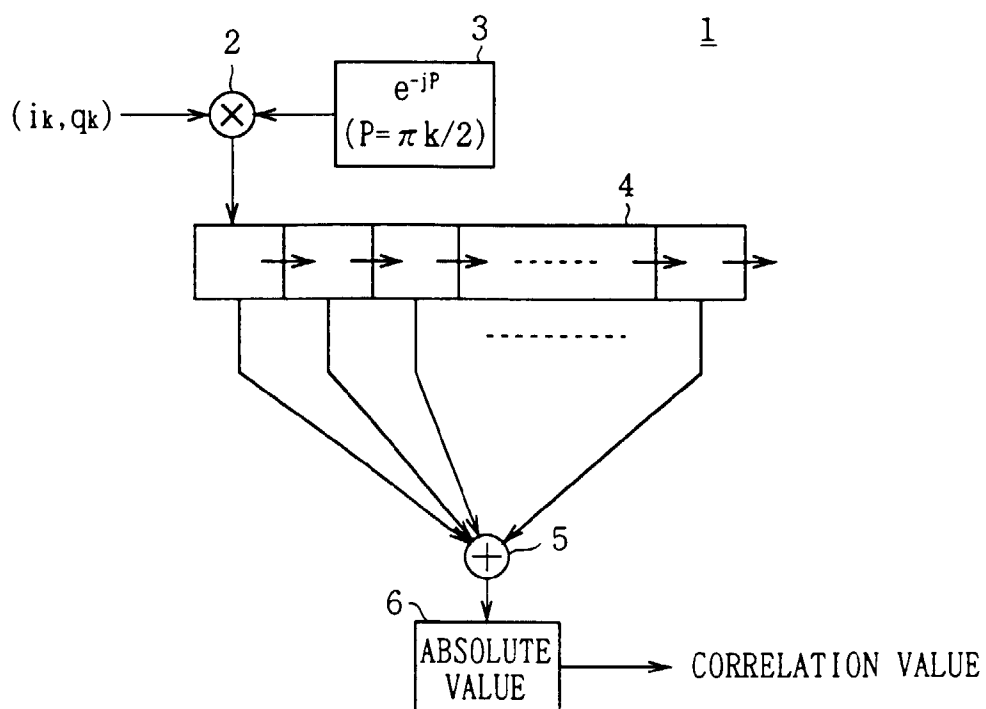 1
2
3
e-jP
(P=πk/2)
(ik,qk)
4
5
6
ABSOLUTE
VALUE
CORRELATION VALUE